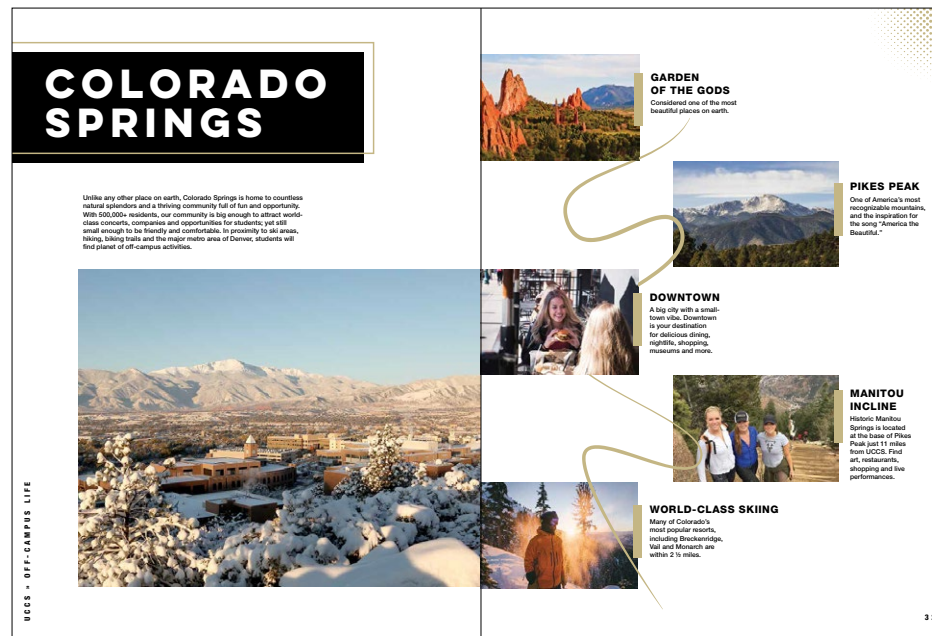 COLORADO
SPRINGS
Unlike any other place on earth, Colorado Springs is home to countless
natural splendors and a thriving community full of fun and opportunity.
With 500,000+ residents, our community is big enough to attract world-
class concerts, companies and opportunities for students; yet still
small enough to be friendly and comfortable. In proximity to ski areas,
hiking, biking trails and the major metro area of Denver, students will
find planet of off-campus activities.
UCCS » OFF-CAMPUS LIFE
GARDEN
OF THE GODS
Considered one of the most
beautiful places on earth.
PIKES PEAK
One of America's most
recognizable mountains,
and the inspiration for
the song "America the
Beautiful."
DOWNTOWN
A big city with a small-
town vibe. Downtown
is your destination
for delicious dining,
nightlife, shopping,
museums and more.
MANITOU
INCLINE
Historic Manitou
Springs is located
at the base of Pikes
Peak just 11 miles
from UCCS. Find
art, restaurants,
shopping and live
performances.
WORLD-CLASS SKIING
Many of Colorado's
most popular resorts,
including Breckenridge,
Vail and Monarch are
within 2 ½ miles.